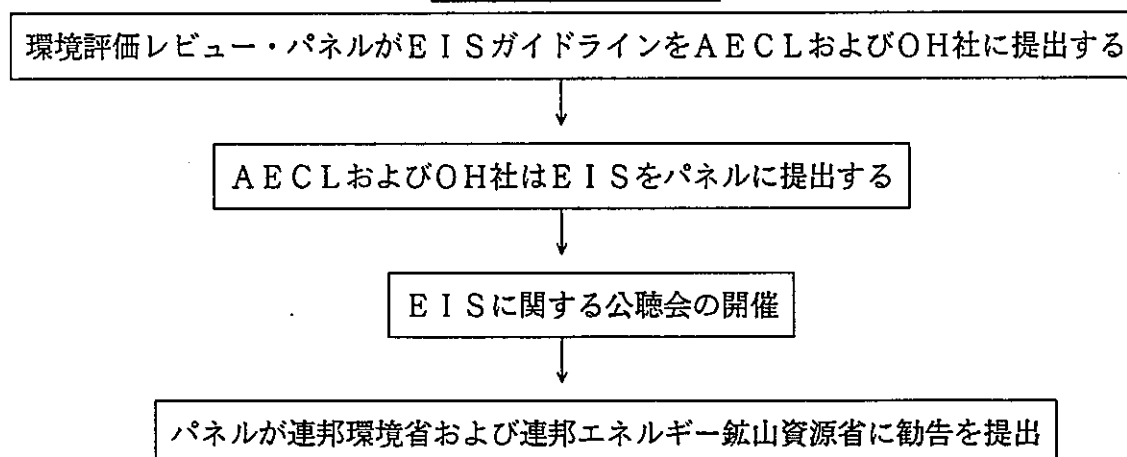 環境評価レビュー・パネルがＥＩＳガイドラインをＡＥＣＬおよびＯＨ社に提出する
ＡＥＣＬおよびＯＨ社はＥＩＳをパネルに提出する
ＥＩＳに関する公聴会の開催
パネルが連邦環境省および連邦エネルギー鉱山資源省に勧告を提出